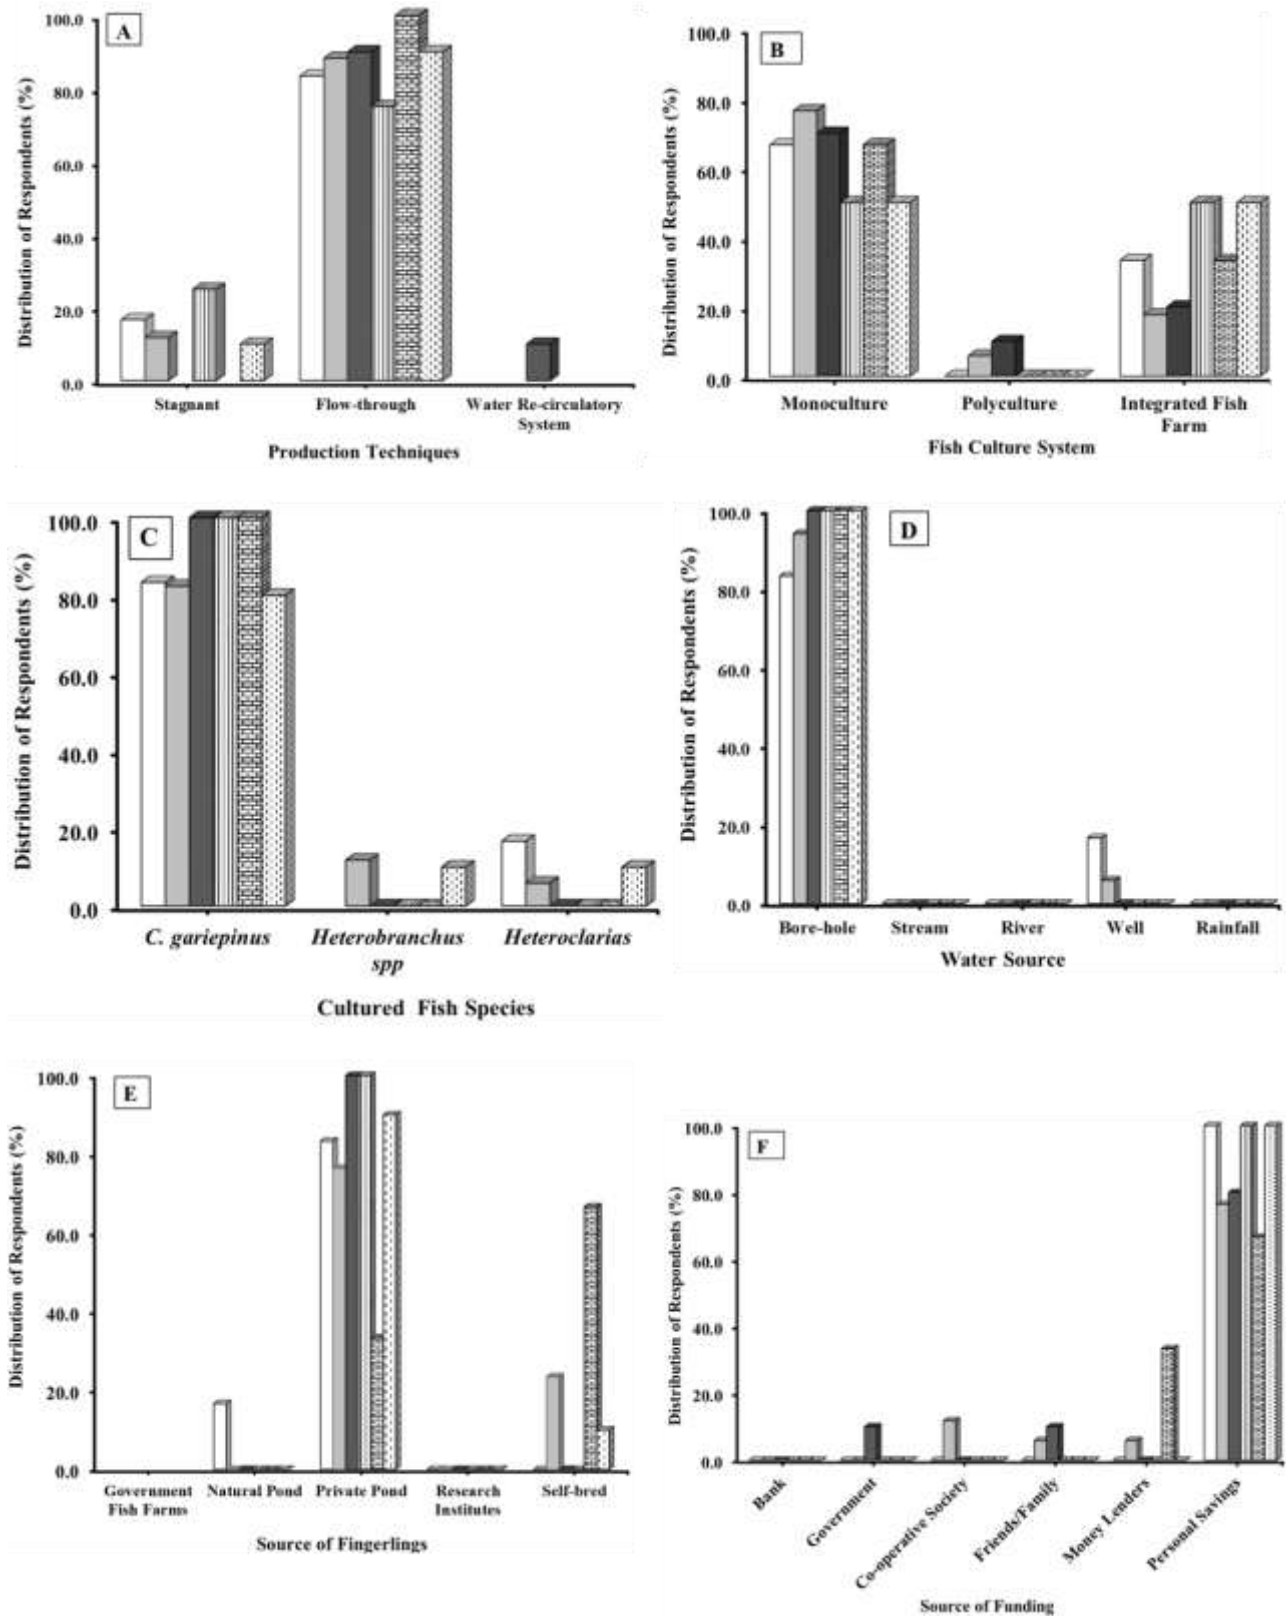 A
Distribution of Respondents (%)
100.0
80.0
60.0
40.0
20.0
0.0
Stagnant
Flow-through
Water Re-circulatory
System
Production Techniques
B
Distribution of Respondents (%)
100.0
80.0
60.0
40.0
20.0
0.0
Monoculture
Polyculture
Integrated Fish
Farm
Fish Culture System
C
Distribution of Respondents (%)
100.0
80.0
60.0
40.0
20.0
0.0
C. gariepinus
Heterobranchus
spp
Heteroclarias
Cultured Fish Species
D
Distribution of Respondents (%)
100.0
80.0
60.0
40.0
20.0
0.0
Bore-hole
Stream
River
Well
Rainfall
Water Source
E
Distribution of Respondents (%)
100.0
80.0
60.0
40.0
20.0
0.0
Government
Fish Farms
Natural Pond
Private Pond
Research
Institutes
Self-bred
Source of Fingerlings
F
Distribution of Respondents (%)
100.0
80.0
60.0
40.0
20.0
0.0
Bank
Government
Co-operative Society
Friends/Family
Money Lenders
Personal Savings
Source of Funding